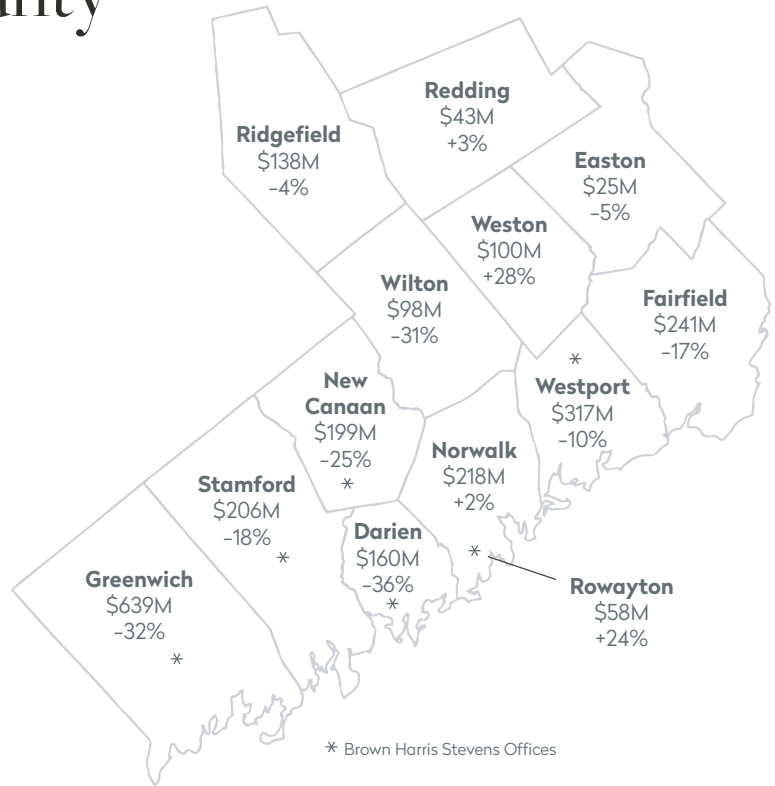 Redding
$43M
+3%
Ridgefield
$138M
-4%
Easton
$25M
-5%
Weston
$100M
+28%
Wilton
$98M
-31%
Fairfield
$241M
-17%
*
Westport
$317M
-10%
New
Canaan
$199M
-25%
*
Norwalk
$218M
+2%
*
Stamford
$206M
-18%
*
Darien
$160M
-36%
*
Greenwich
$639M
-32%
*
Rowayton
$58M
+24%
* Brown Harris Stevens Offices